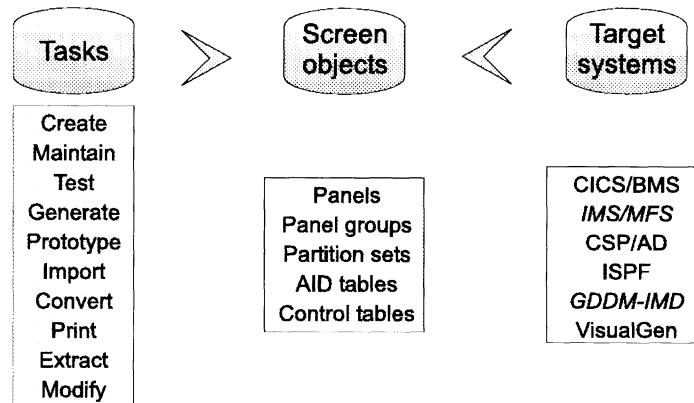 Tasks
Screen
objects
Target
systems
Create
Maintain
Test
Generate
Prototype
Import
Convert
Print
Extract
Modify
Panels
Panel groups
Partition sets
AID tables
Control tables
CICS/BMS
IMS/MFS
CSP/AD
ISPF
GDDM-IMD
VisualGen